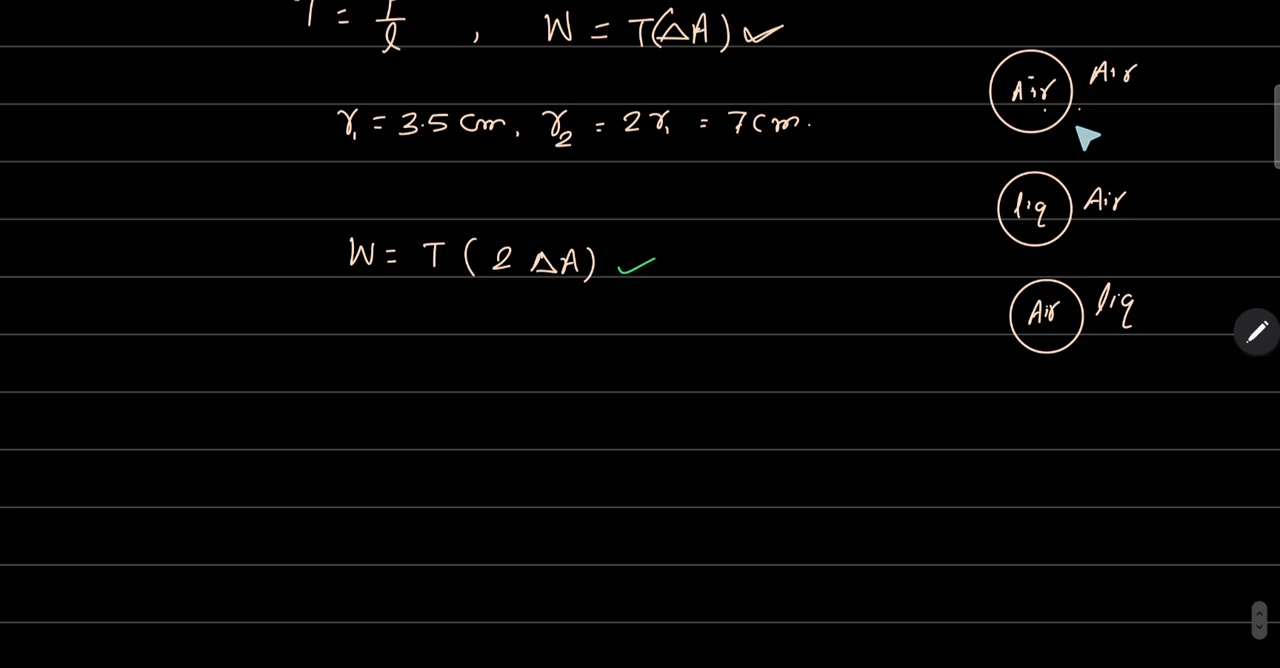 T = F/l , W = T(ΔA) ✓
r₁ = 3.5 cm, r₂ = 2r₁ = 7 cm.
W = T ( 2 ΔA) ✓
Air Air
liq Air
Air liq